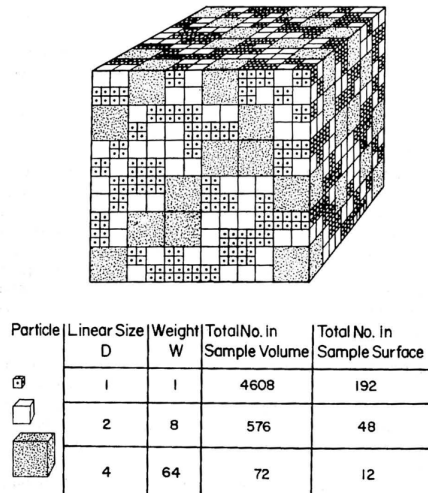 Particle Linear Size Weight Total No. In Total No. In
D W Sample Volume Sample Surface
1 1 4608 192
2 8 576 48
4 64 72 12